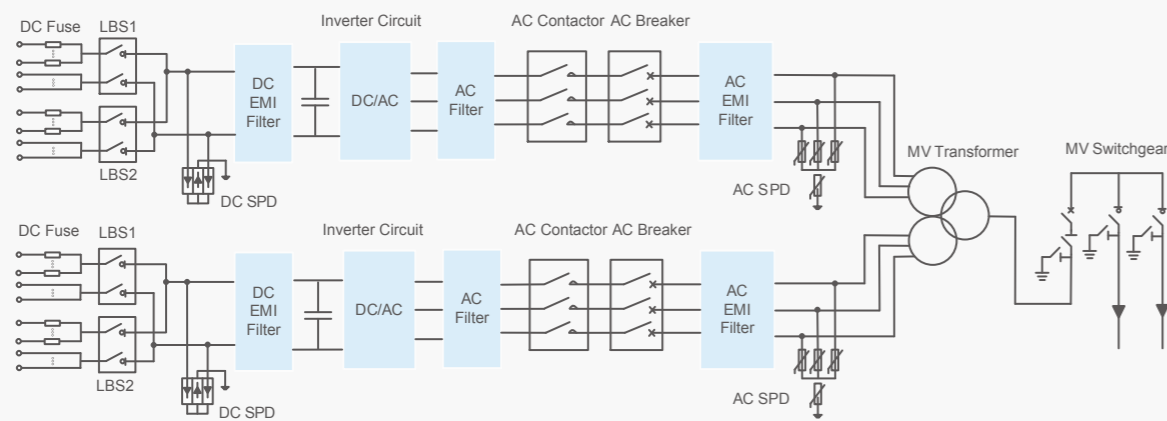 DC Fuse
LBS1
LBS2
DC SPD
DC
EMI
Filter
Inverter Circuit
DC/AC
AC
Filter
AC Contactor AC Breaker
AC
EMI
Filter
AC SPD
MV Transformer
MV Switchgear
DC Fuse
LBS1
LBS2
DC SPD
DC
EMI
Filter
Inverter Circuit
DC/AC
AC
Filter
AC Contactor AC Breaker
AC
EMI
Filter
AC SPD